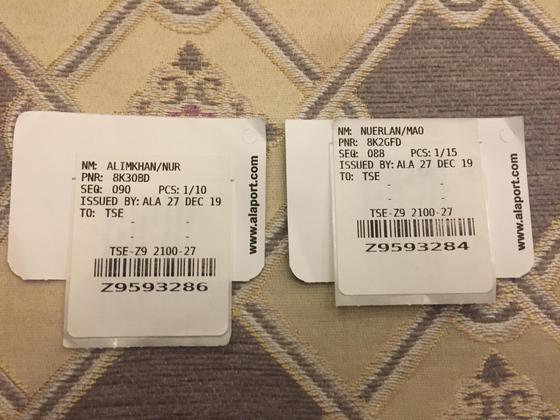 NM: ALIMKHAN/NUR
PNR: 8K3OBD
SEQ: 090 PCS: 1/10
ISSUED BY: ALA 27 DEC 19
TO: TSE
TSE-Z9 2100-27
Z9593286
www.alaport.com
NM: NUERLAN/MAO
PNR: 8K2GFD
SEQ: 088 PCS: 1/15
ISSUED BY: ALA 27 DEC 19
TO: TSE
TSE-Z9 2100-27
Z9593284
www.alaport.com